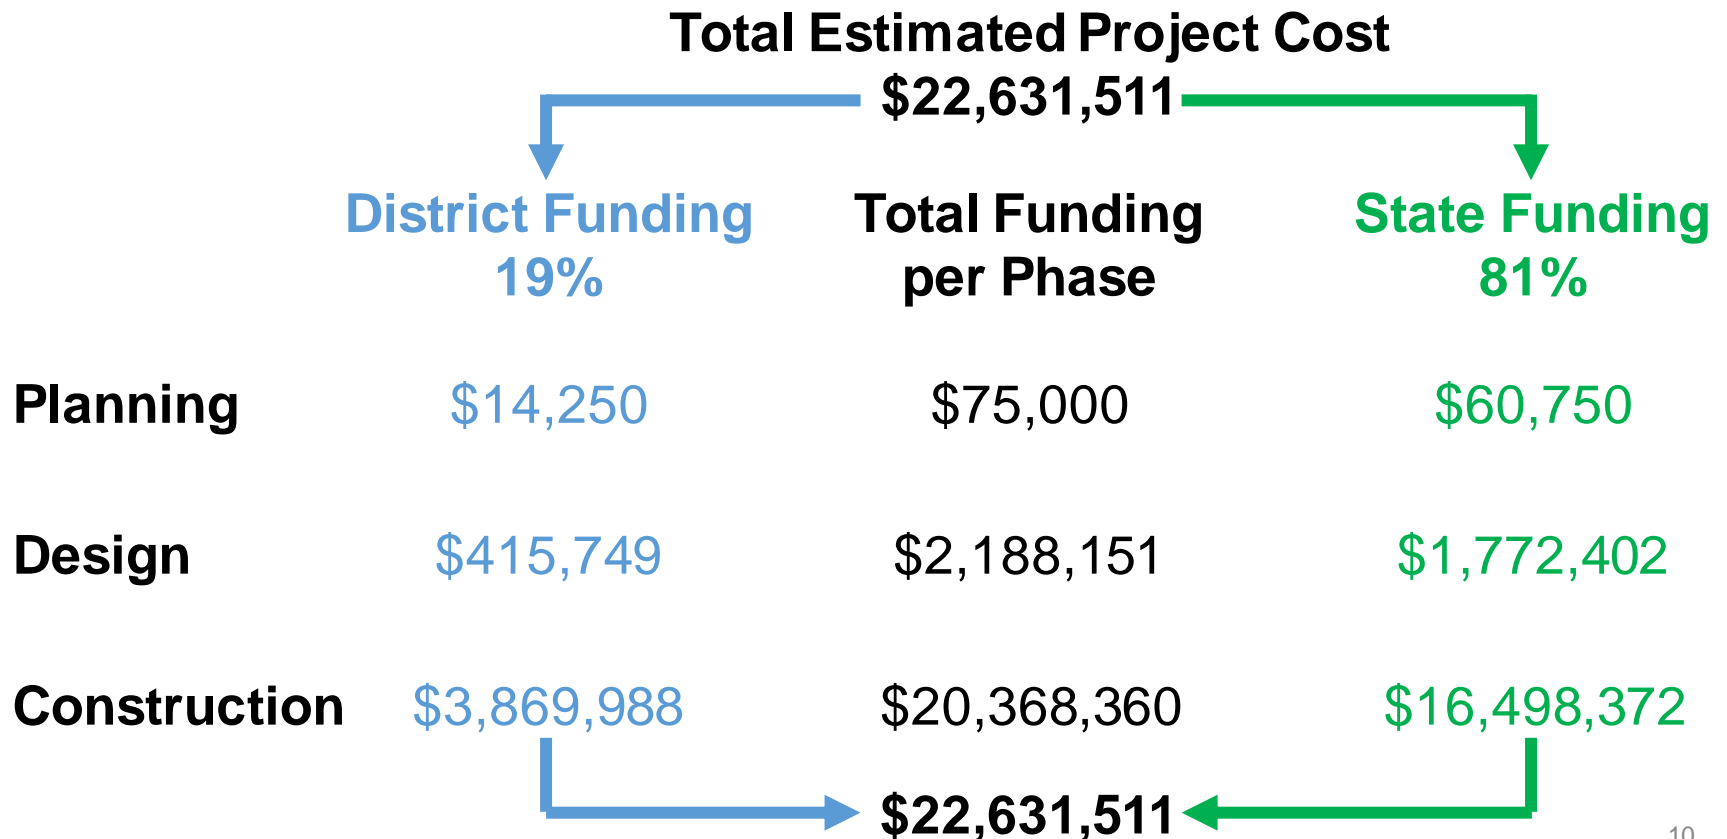 Total Estimated Project Cost
$22,631,511
District Funding Total Funding State Funding
19% per Phase 81%
Planning $14,250 $75,000 $60,750
Design $415,749 $2,188,151 $1,772,402
Construction $3,869,988 $20,368,360 $16,498,372
$22,631,511
10